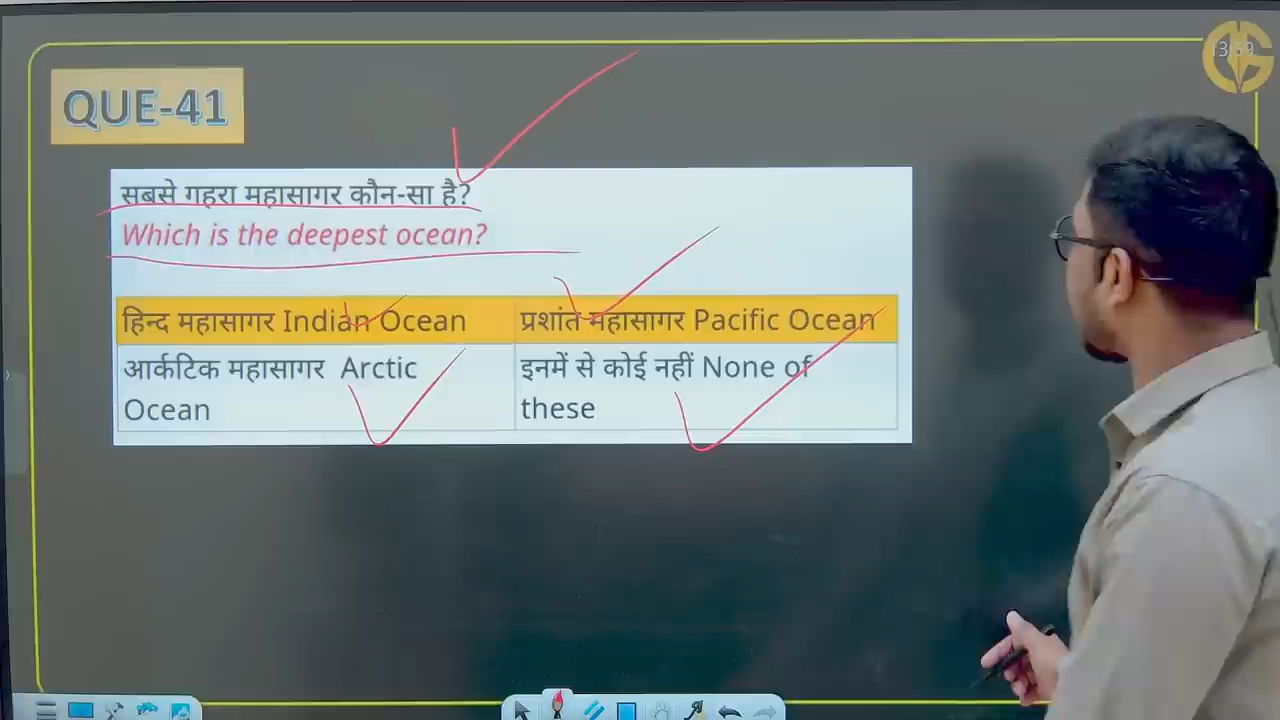 QUE-41
सबसे गहरा महासागर कौन-सा है?
Which is the deepest ocean?
हिन्द महासागर Indian Ocean
प्रशांत महासागर Pacific Ocean
आर्कटिक महासागर Arctic
Ocean
इनमें से कोई नहीं None of
these